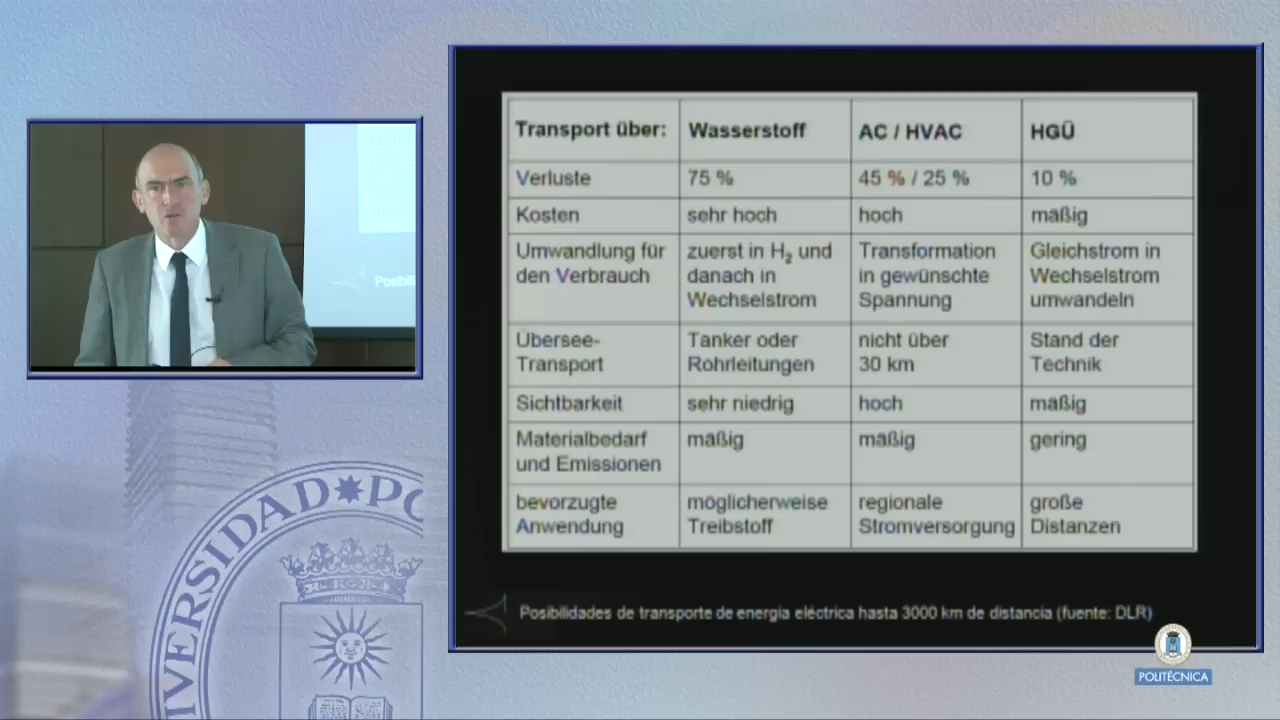 Transport über: Wasserstoff AC / HVAC HGÜ
Verluste 75 % 45 % / 25 % 10 %
Kosten sehr hoch hoch mäßig
Umwandlung für zuerst in H₂ und Transformation Gleichstrom in
den Verbrauch danach in in gewünschte Wechselstrom
Wechselstrom Spannung umwandeln
Übersee- Tanker oder nicht über Stand der
Transport Rohrleitungen 30 km Technik
Sichtbarkeit sehr niedrig hoch mäßig
Materialbedarf mäßig mäßig gering
und Emissionen
bevorzugte möglicherweise regionale große
Anwendung Treibstoff Stromversorgung Distanzen
Posibilidades de transporte de energia eléctrica hasta 3000 km de distancia (fuente: DLR)
Posibili
IVERSIDAD PO
POLITÉCNICA